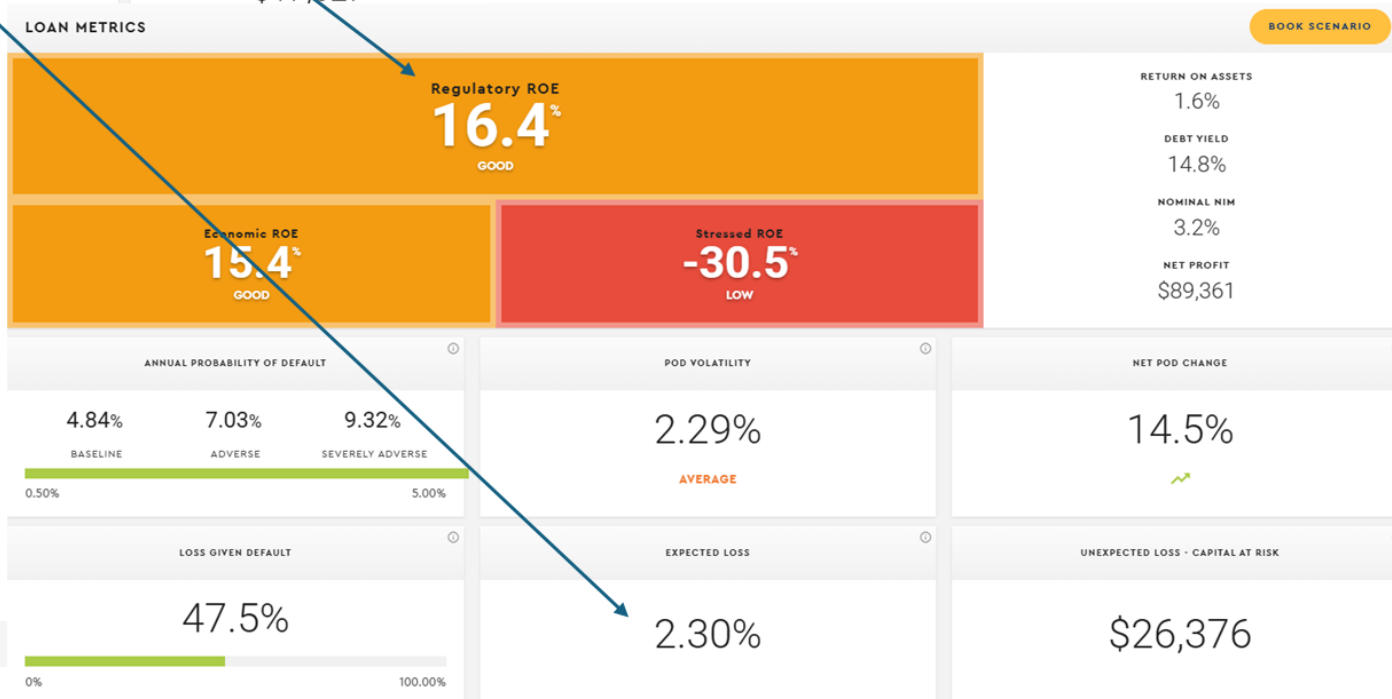 LOAN METRICS
BOOK SCENARIO
Regulatory ROE
16.4%
GOOD
Economic ROE
15.4%
GOOD
Stressed ROE
-30.5%
LOW
RETURN ON ASSETS
1.6%
DEBT YIELD
14.8%
NOMINAL NIM
3.2%
NET PROFIT
$89,361
ANNUAL PROBABILITY OF DEFAULT
4.84% 7.03% 9.32%
BASELINE ADVERSE SEVERELY ADVERSE
0.50% 5.00%
POD VOLATILITY
2.29%
AVERAGE
NET POD CHANGE
14.5%
LOSS GIVEN DEFAULT
47.5%
0% 100.00%
EXPECTED LOSS
2.30%
UNEXPECTED LOSS - CAPITAL AT RISK
$26,376